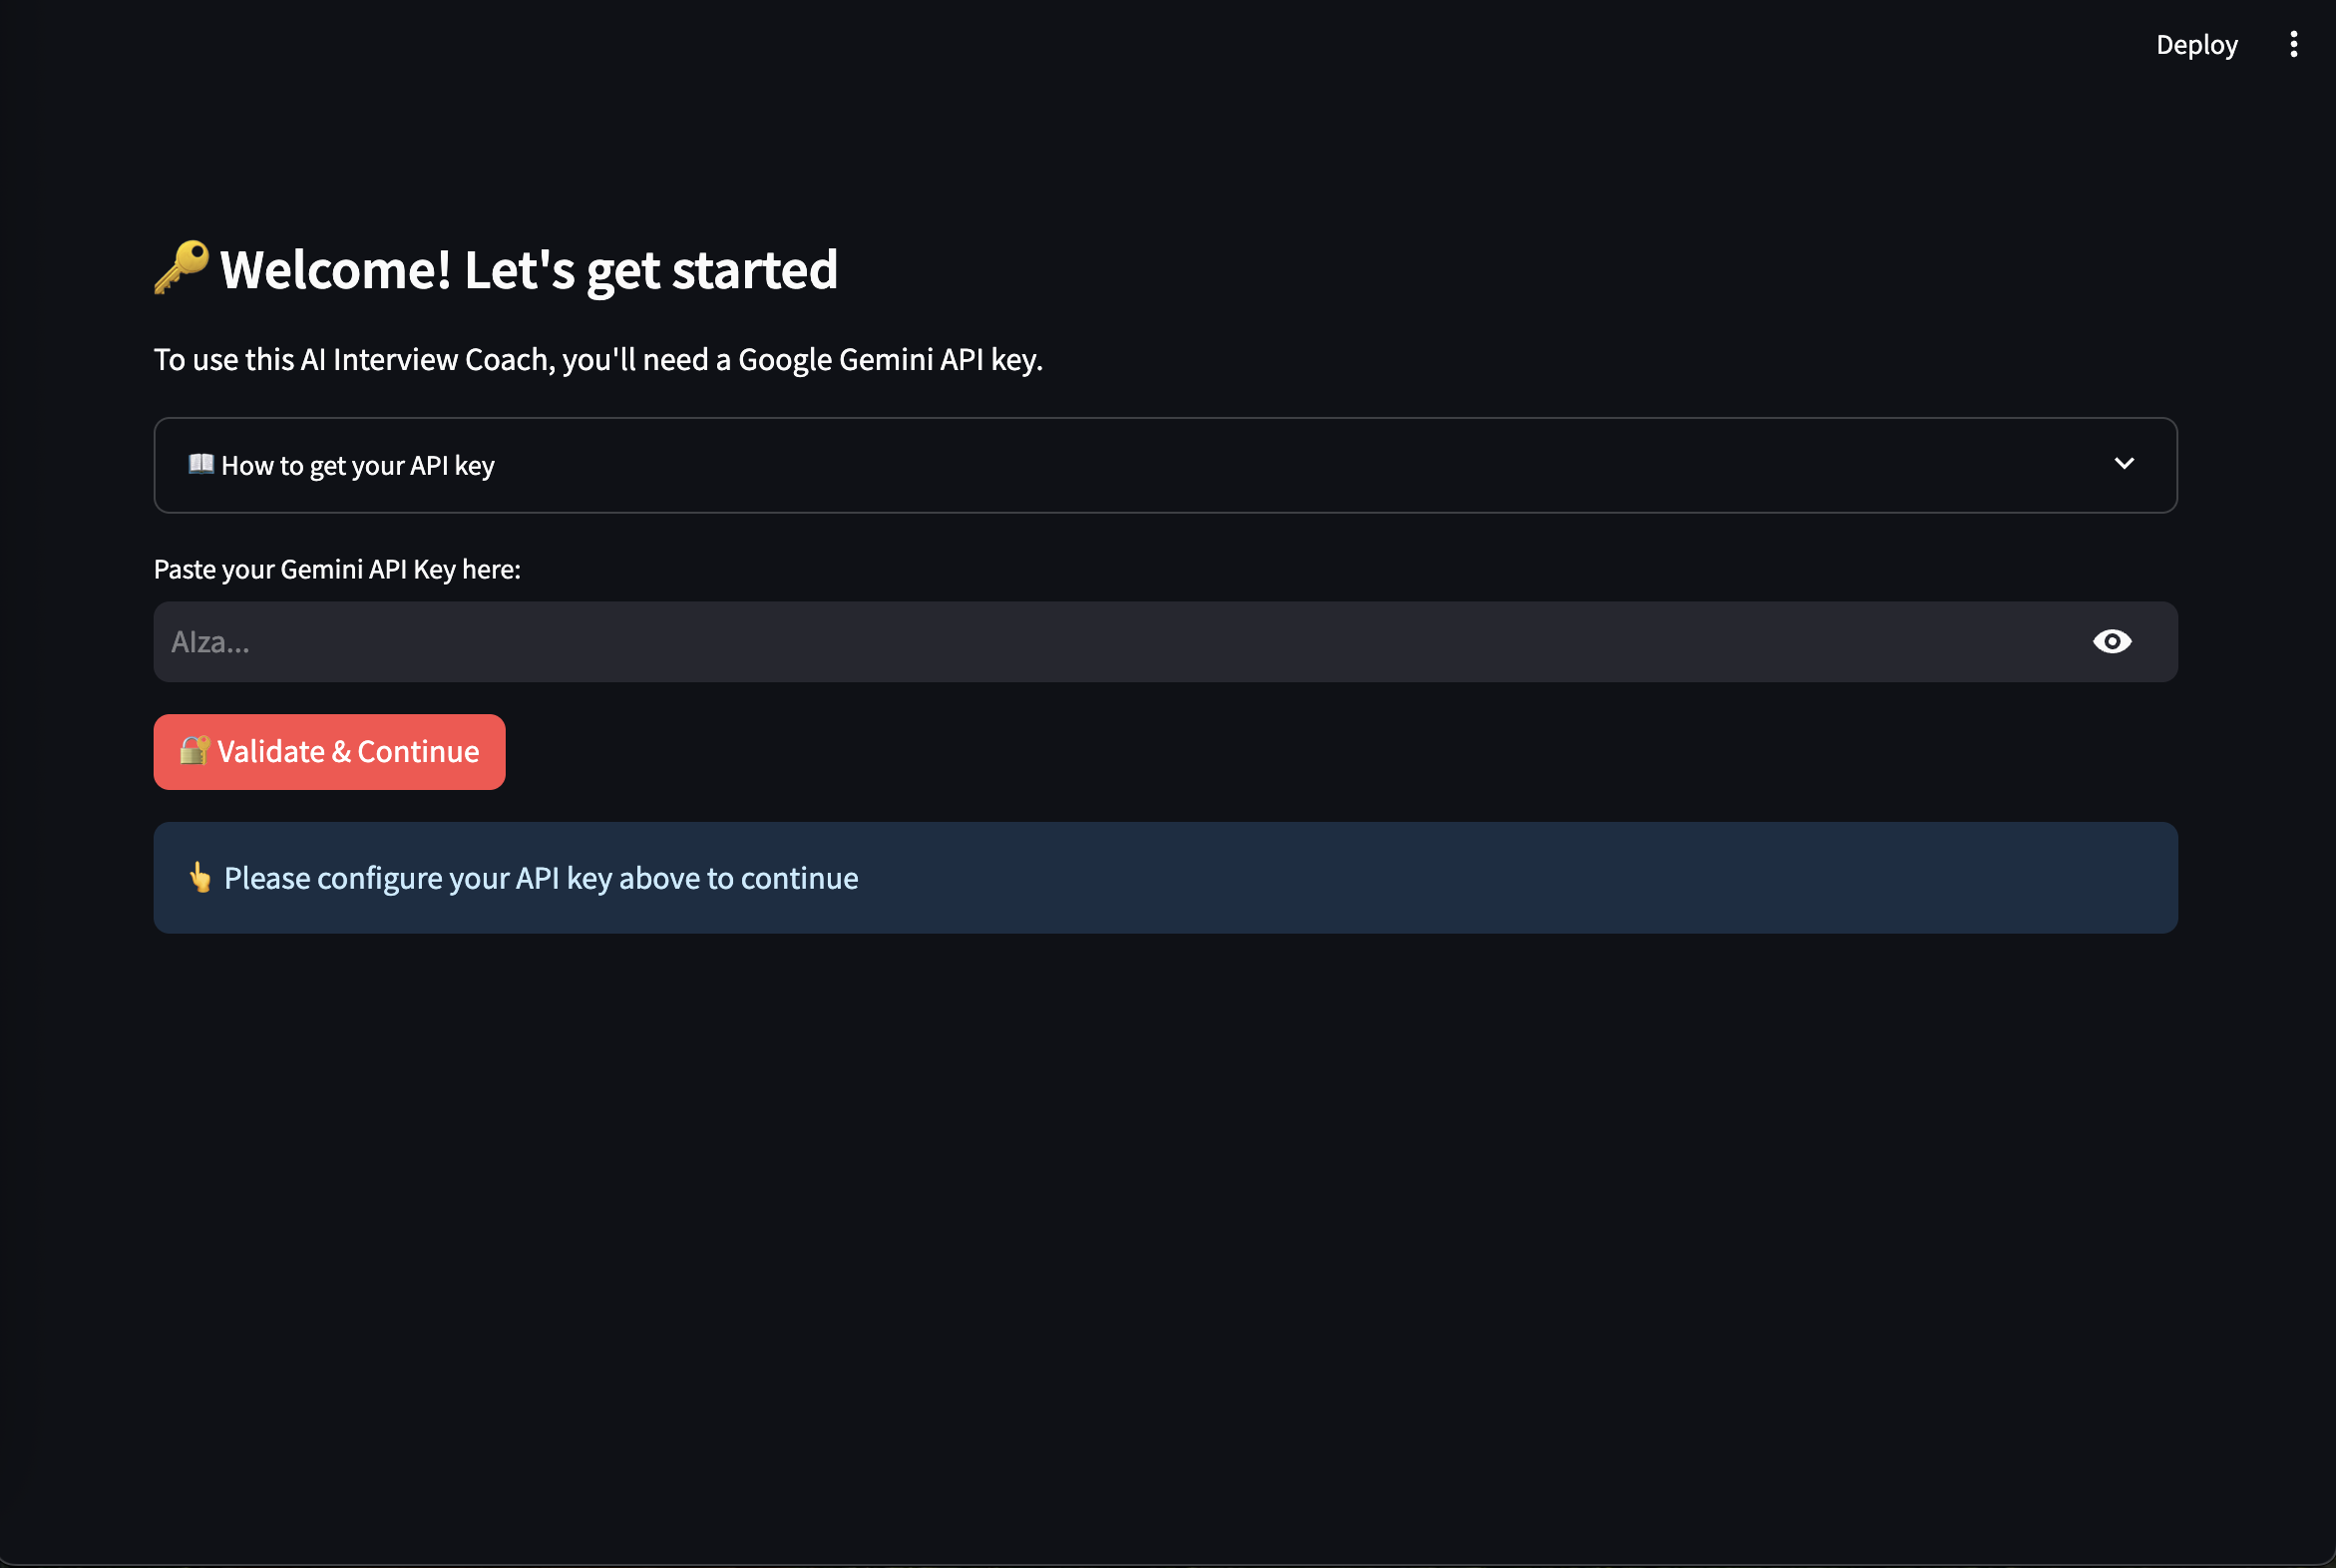 Deploy
🔑 Welcome! Let's get started
To use this AI Interview Coach, you'll need a Google Gemini API key.
📖 How to get your API key
Paste your Gemini API Key here:
AIza...
🔐 Validate & Continue
👆 Please configure your API key above to continue